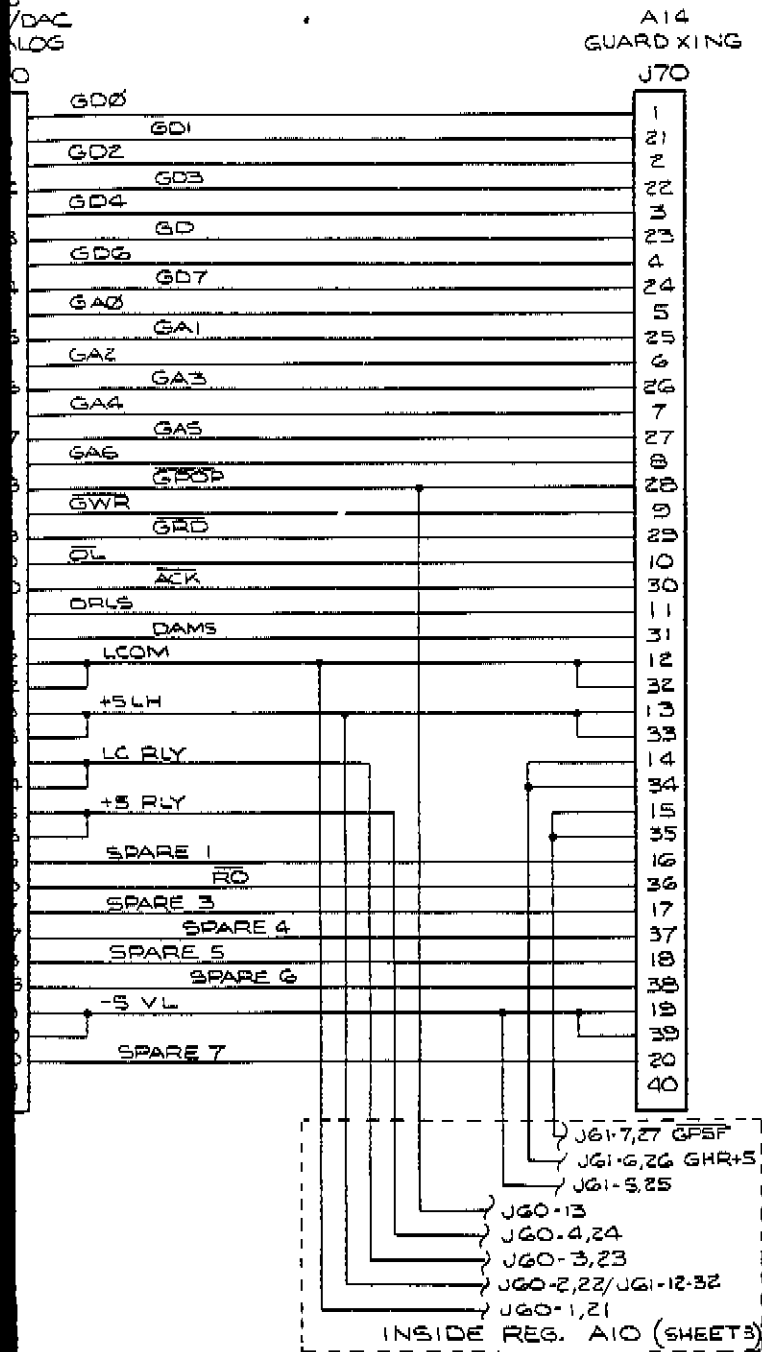 /DAC
ALOG
A14
GUARD XING
J70
GDØ 1
GD1 21
GD2 2
GD3 22
GD4 3
GD 23
GD6 4
GD7 24
GAØ 5
GA1 25
GA2 6
GA3 26
GA4 7
GA5 27
GA6 8
GPOP 28
GWR 9
GRD 29
OL 10
ACK 30
DRLS 11
DAMS 31
LCOM 12
32
+5 LH 13
33
LC RLY 14
34
+5 RLY 15
35
SPARE 1 16
RO 36
SPARE 3 17
SPARE 4 37
SPARE 5 18
SPARE 6 38
-5 VL 19
39
SPARE 7 20
40
J61-7,27 GPSF
J61-6,26 GHR+5
J61-5,25
J60-13
J60-4,24
J60-3,23
J60-2,22/J61-12-32
J60-1,21
INSIDE REG. A10 (SHEET 3)